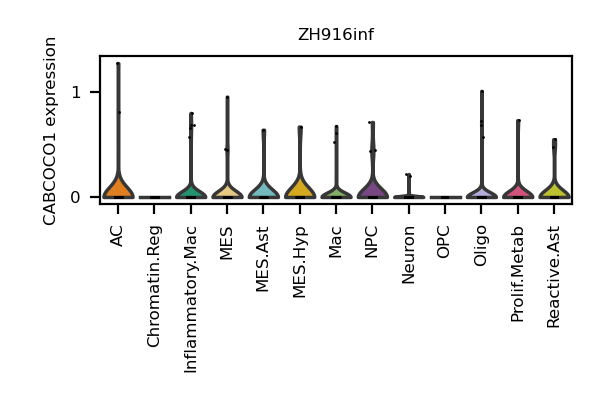 ZH916inf
CABCOCO1 expression
1
0
AC
Chromatin.Reg
Inflammatory.Mac
MES
MES.Ast
MES.Hyp
Mac
NPC
Neuron
OPC
Oligo
Prolif.Metab
Reactive.Ast